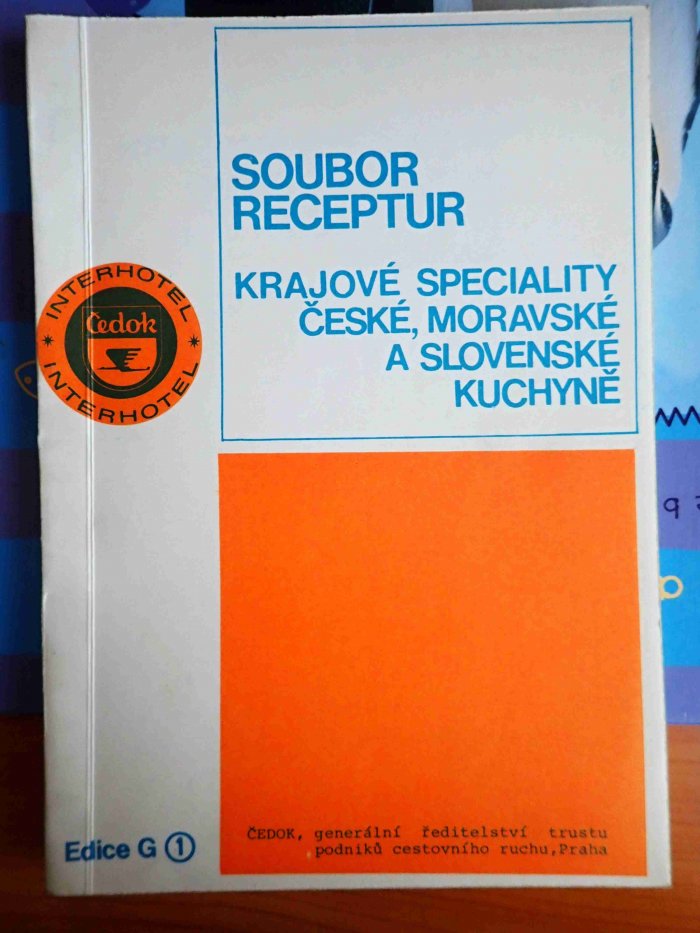 SOUBOR
RECEPTUR
KRAJOVÉ SPECIALITY
ČESKÉ, MORAVSKÉ
A SLOVENSKÉ
KUCHYNĚ
INTERHOTEL
Čedok
INTERHOTEL
ČEDOK, generální ředitelství trustu
podniků cestovního ruchu, Praha
Edice G 1